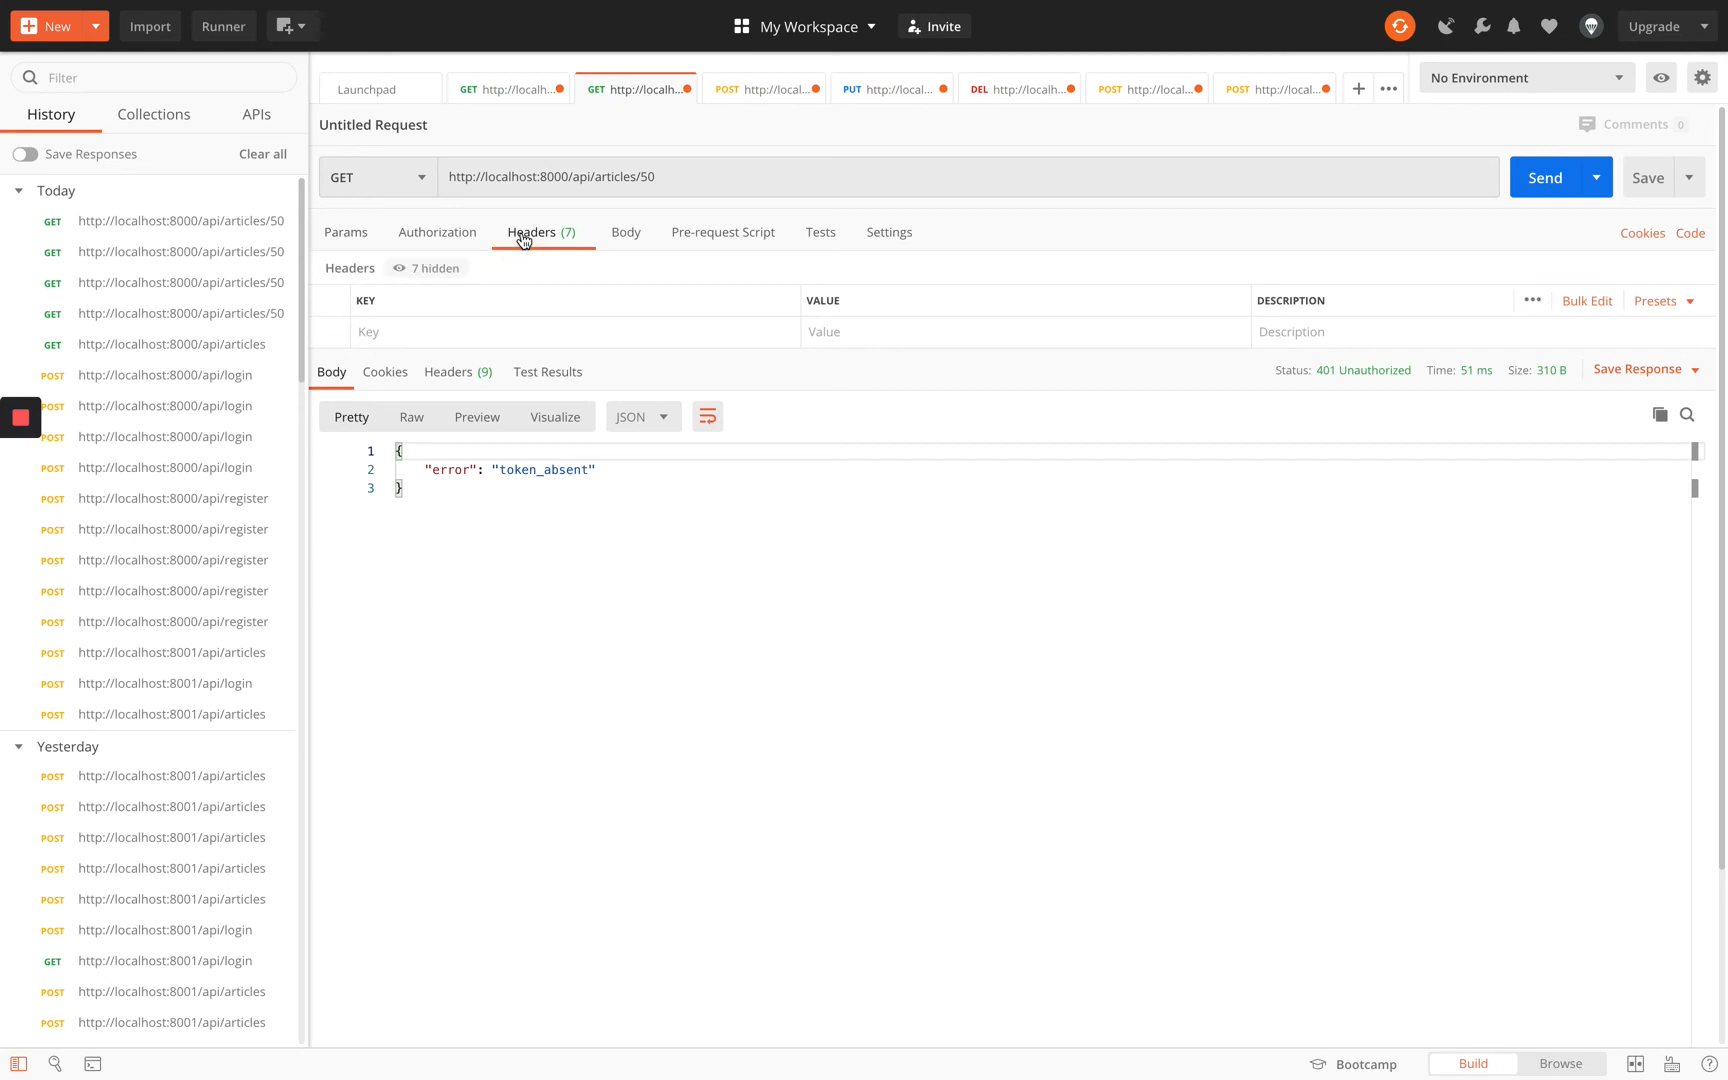 New
Import
Runner
My Workspace
Invite
Upgrade
Filter
History
Collections
APIs
Save Responses
Clear all
Today
GET http://localhost:8000/api/articles/50
GET http://localhost:8000/api/articles/50
GET http://localhost:8000/api/articles/50
GET http://localhost:8000/api/articles/50
GET http://localhost:8000/api/articles
POST http://localhost:8000/api/login
POST http://localhost:8000/api/login
POST http://localhost:8000/api/login
POST http://localhost:8000/api/login
POST http://localhost:8000/api/register
POST http://localhost:8000/api/register
POST http://localhost:8000/api/register
POST http://localhost:8000/api/register
POST http://localhost:8000/api/register
POST http://localhost:8001/api/articles
POST http://localhost:8001/api/login
POST http://localhost:8001/api/articles
Yesterday
POST http://localhost:8001/api/articles
POST http://localhost:8001/api/articles
POST http://localhost:8001/api/articles
POST http://localhost:8001/api/articles
POST http://localhost:8001/api/articles
POST http://localhost:8001/api/login
GET http://localhost:8001/api/login
POST http://localhost:8001/api/articles
POST http://localhost:8001/api/articles
Launchpad
GET http://localh...
GET http://localh...
POST http://local...
PUT http://local...
DEL http://localh...
POST http://local...
POST http://local...
No Environment
Untitled Request
Comments 0
GET
http://localhost:8000/api/articles/50
Send
Save
Params
Authorization
Headers (7)
Body
Pre-request Script
Tests
Settings
Cookies
Code
Headers
7 hidden
KEY
VALUE
DESCRIPTION
Bulk Edit
Presets
Key
Value
Description
Body
Cookies
Headers (9)
Test Results
Status: 401 Unauthorized
Time: 51 ms
Size: 310 B
Save Response
Pretty
Raw
Preview
Visualize
JSON
1 {
2 "error": "token_absent"
3 }
Bootcamp
Build
Browse